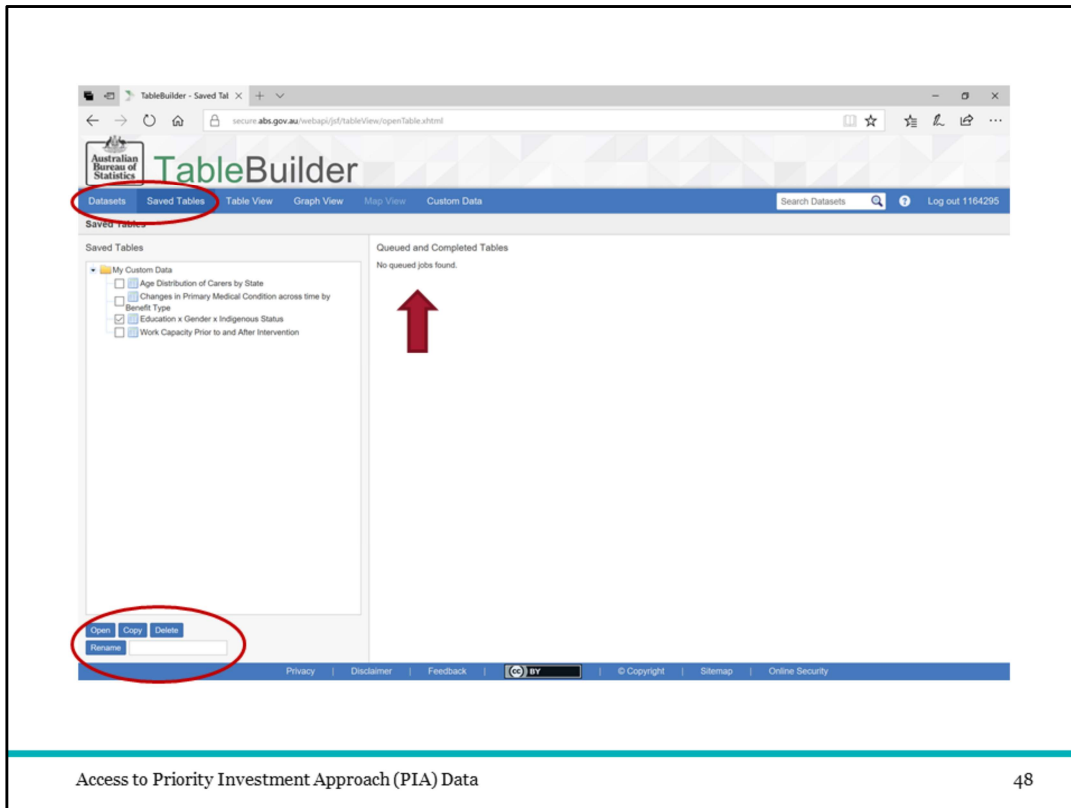 TableBuilder - Saved Tal
secure.abs.gov.au/webapi/jsf/tableView/openTable.xhtml
Australian
Bureau of
Statistics
TableBuilder
Datasets Saved Tables Table View Graph View Map View Custom Data Search Datasets Log out 1164295
Saved Tables
Saved Tables
My Custom Data
Age Distribution of Carers by State
Changes in Primary Medical Condition across time by
Benefit Type
Education x Gender x Indigenous Status
Work Capacity Prior to and After Intervention
Queued and Completed Tables
No queued jobs found.
Open Copy Delete
Rename
Privacy | Disclaimer | Feedback | (cc) BY | © Copyright | Sitemap | Online Security
Access to Priority Investment Approach (PIA) Data 48